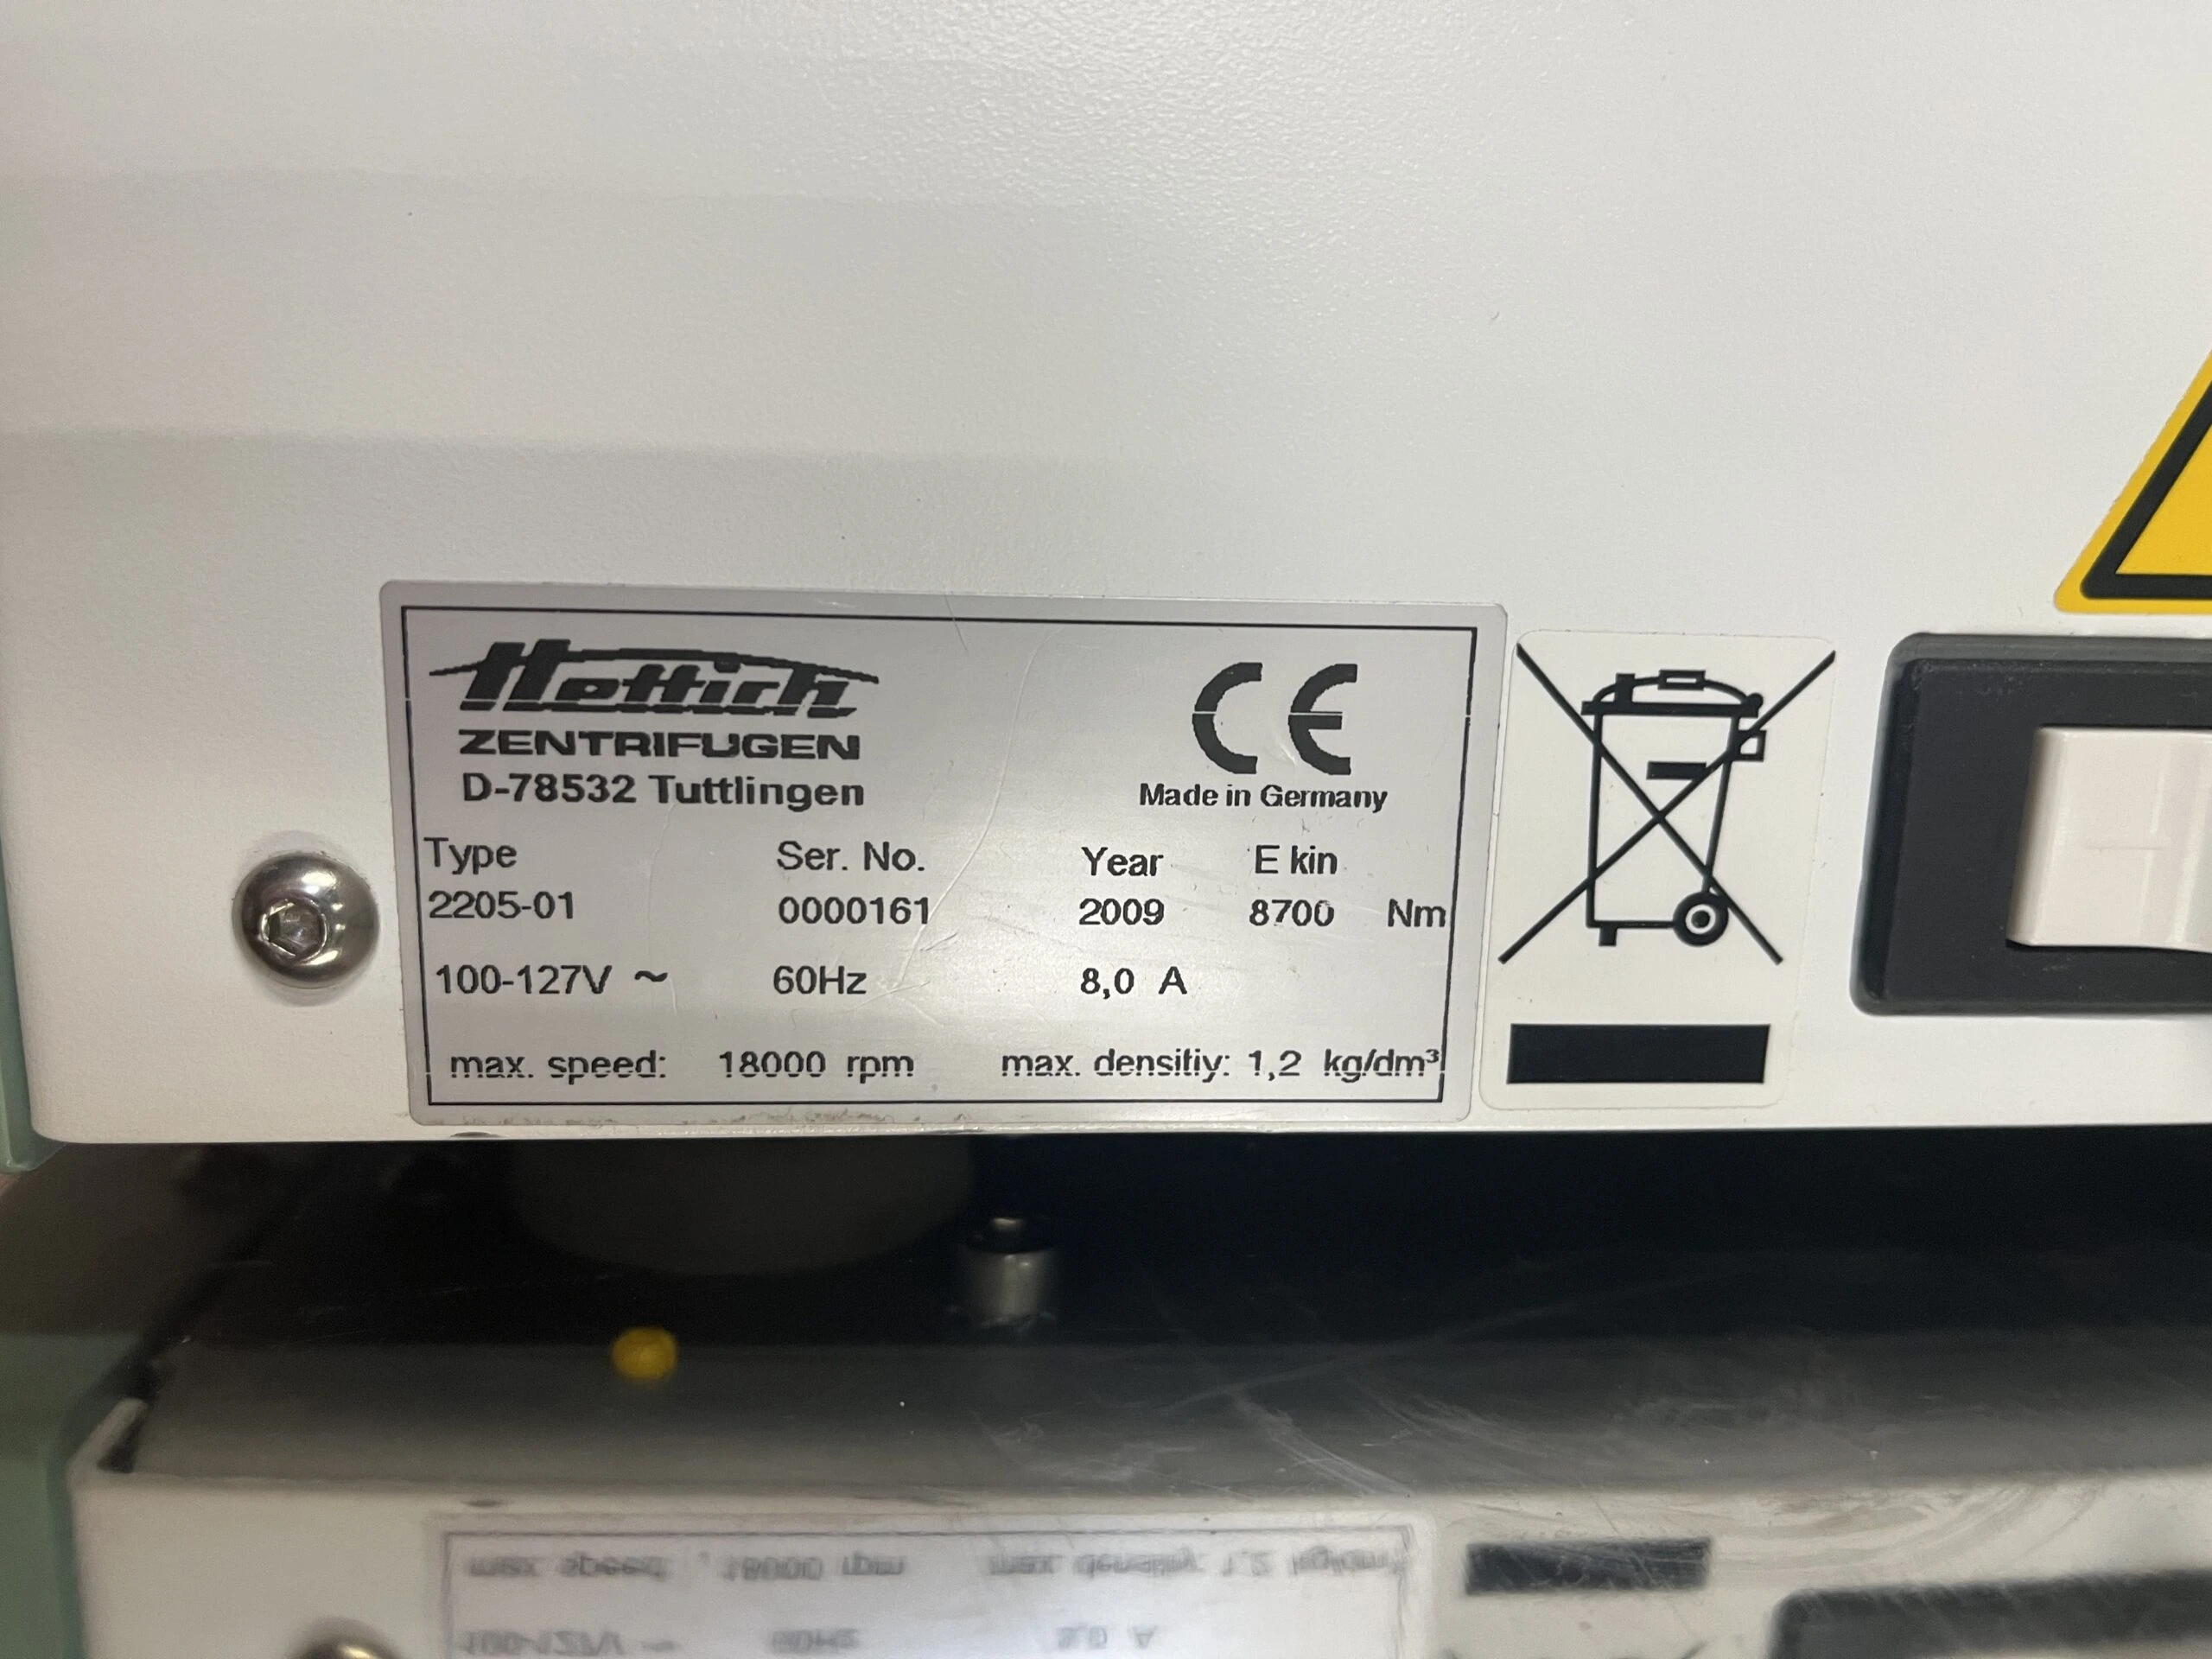 Hettich
ZENTRIFUGEN
D-78532 Tuttlingen
CE
Made in Germany
Type Ser. No. Year E kin
2205-01 0000161 2009 8700 Nm
100-127V ~ 60Hz 8,0 A
max. speed: 18000 rpm max. densitiy: 1,2 kg/dm³